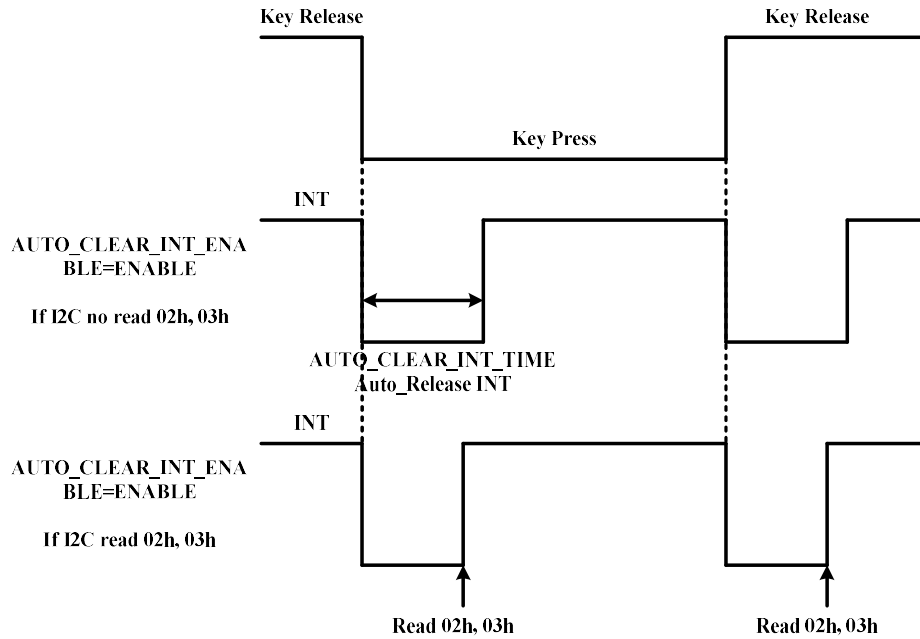 Key Release
Key Release
Key Press
INT
AUTO_CLEAR_INT_ENA
BLE=ENABLE
If I2C no read 02h, 03h
AUTO_CLEAR_INT_TIME
Auto_Release INT
INT
AUTO_CLEAR_INT_ENA
BLE=ENABLE
If I2C read 02h, 03h
Read 02h, 03h
Read 02h, 03h